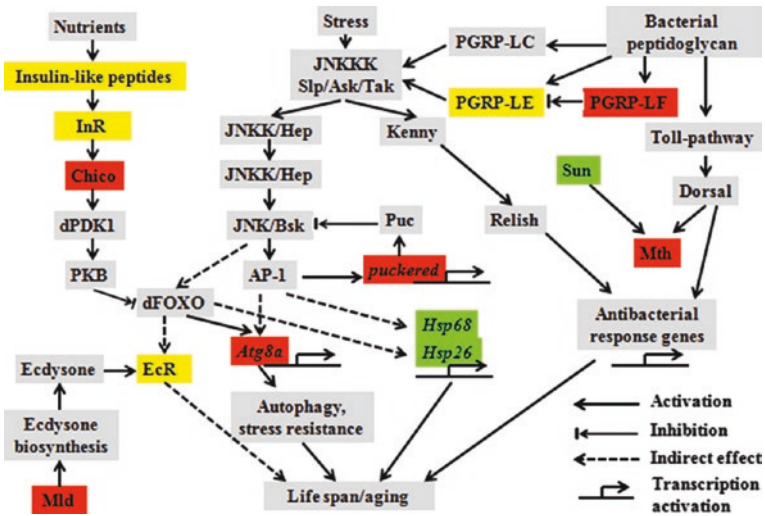 Nutrients
Insulin-like peptides
InR
Chico
dPDK1
PKB
dFOXO
Ecdysone
EcR
Ecdysone
biosynthesis
Mld
Stress
JNKKK
Slp/Ask/Tak
JNKK/Hep
JNKK/Hep
JNK/Bsk
AP-1
Kenny
Puc
puckered
Relish
Atg8a
Hsp68
Hsp26
Autophagy,
stress resistance
Life span/aging
PGRP-LC
PGRP-LE
PGRP-LF
Bacterial
peptidoglycan
Toll-pathway
Dorsal
Sun
Mth
Antibacterial
response genes
Activation
Inhibition
Indirect effect
Transcription
activation